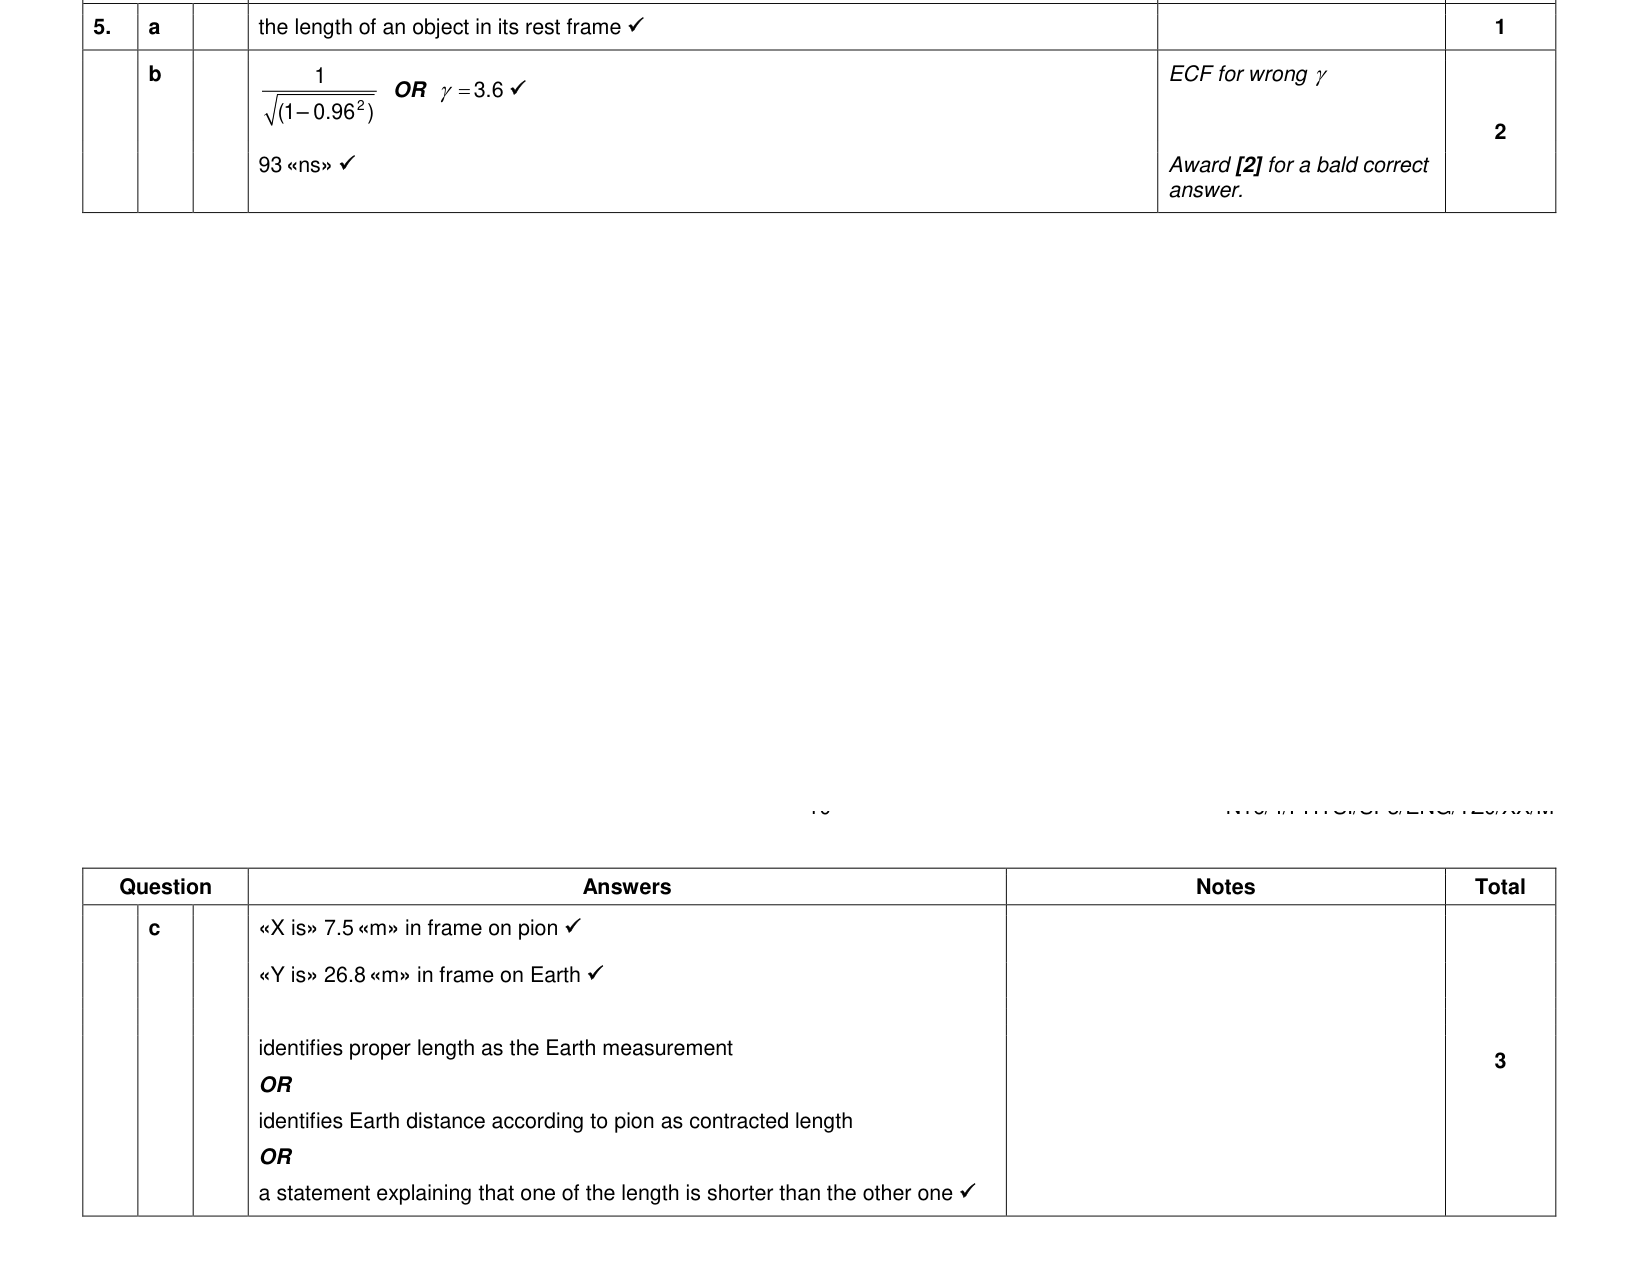 5. a the length of an object in its rest frame ✓ 1
b 1/√(1–0.96²) OR γ = 3.6 ✓ ECF for wrong γ
2
93 «ns» ✓ Award [2] for a bald correct
answer.
Question Answers Notes Total
c «X is» 7.5 «m» in frame on pion ✓
«Y is» 26.8 «m» in frame on Earth ✓
identifies proper length as the Earth measurement
3
OR
identifies Earth distance according to pion as contracted length
OR
a statement explaining that one of the length is shorter than the other one ✓